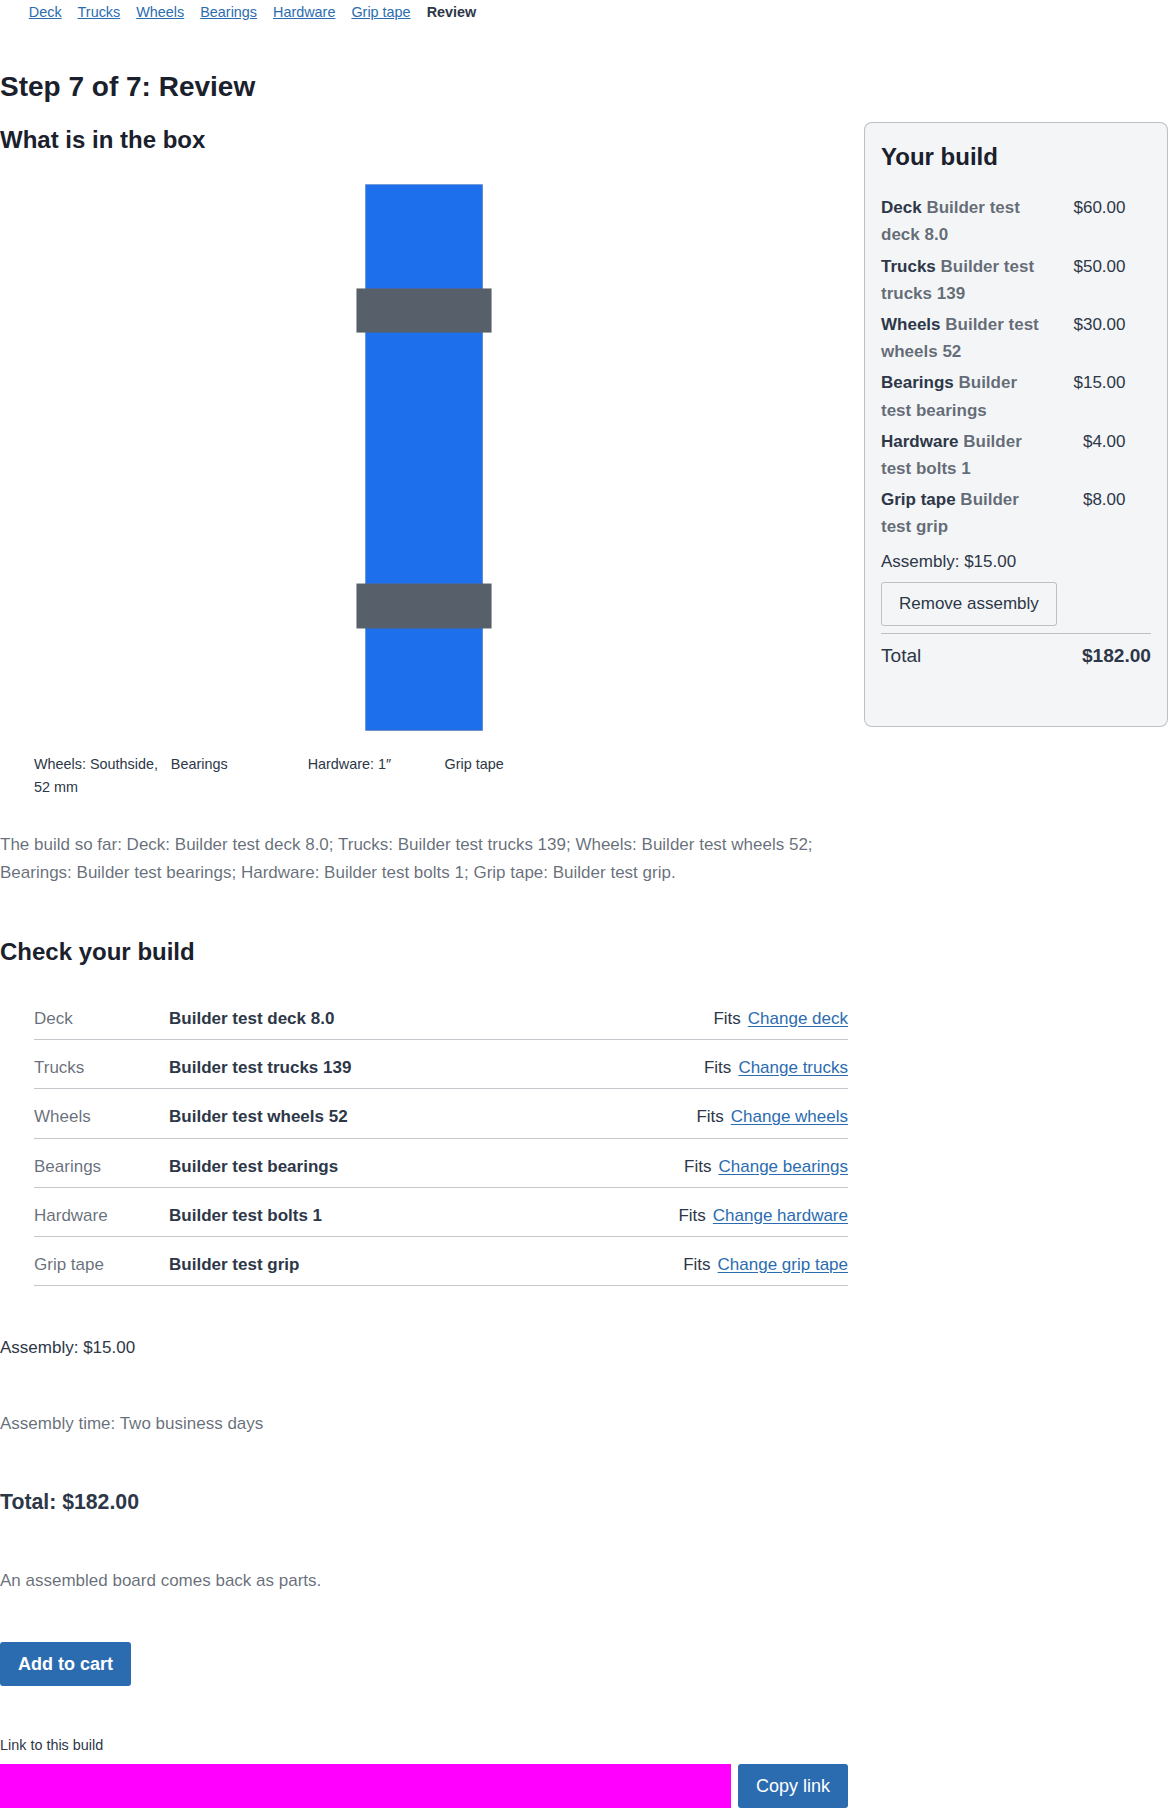 Deck Trucks Wheels Bearings Hardware Grip tape Review
Step 7 of 7: Review
What is in the box
Wheels: Southside, Bearings Hardware: 1″ Grip tape
52 mm
The build so far: Deck: Builder test deck 8.0; Trucks: Builder test trucks 139; Wheels: Builder test wheels 52;
Bearings: Builder test bearings; Hardware: Builder test bolts 1; Grip tape: Builder test grip.
Check your build
Deck Builder test deck 8.0 Fits Change deck
Trucks Builder test trucks 139 Fits Change trucks
Wheels Builder test wheels 52 Fits Change wheels
Bearings Builder test bearings Fits Change bearings
Hardware Builder test bolts 1 Fits Change hardware
Grip tape Builder test grip Fits Change grip tape
Assembly: $15.00
Assembly time: Two business days
Total: $182.00
An assembled board comes back as parts.
Add to cart
Link to this build
Copy link
Your build
Deck Builder test $60.00
deck 8.0
Trucks Builder test $50.00
trucks 139
Wheels Builder test $30.00
wheels 52
Bearings Builder $15.00
test bearings
Hardware Builder $4.00
test bolts 1
Grip tape Builder $8.00
test grip
Assembly: $15.00
Remove assembly
Total $182.00